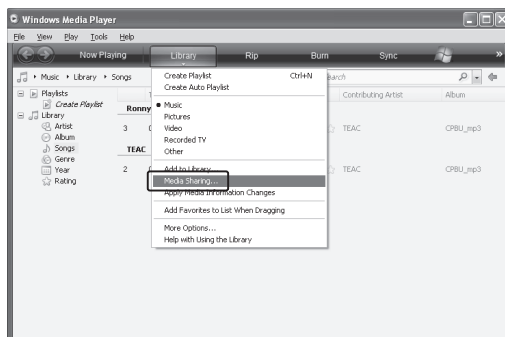 Windows Media Player
File View Play Tools Help
Now Playing Library Rip Burn Sync »
Music Library Songs
Playlists
Create Playlist
Library
Artist
Album
Songs
Genre
Year
Rating
Create Playlist Ctrl+N
Create Auto Playlist
Music
Pictures
Video
Recorded TV
Other
Add to Library
Media Sharing...
Apply Media Information Changes
Add Favorites to List When Dragging
More Options...
Help with Using the Library
Contributing Artist Album
Ronny
3 TEAC CPBU_mp3
TEAC
2 TEAC CPBU_mp3